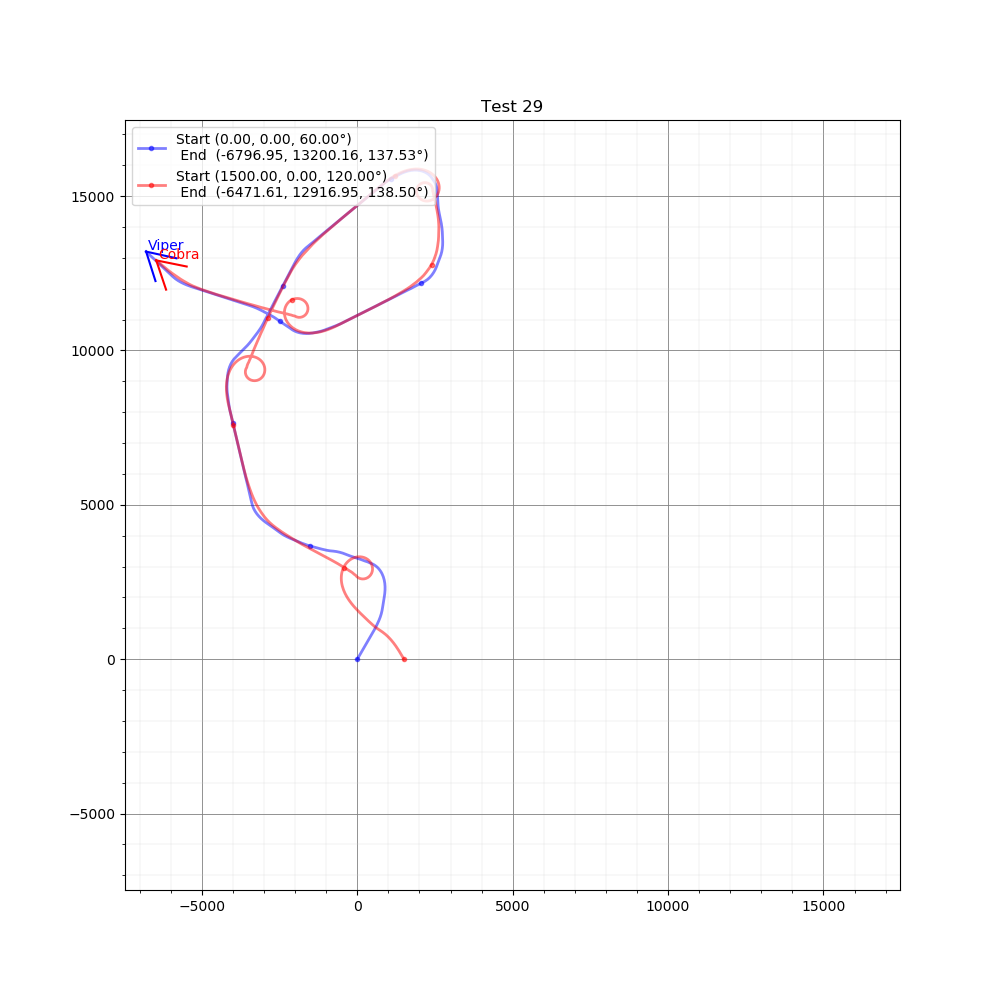 Test 29
Start (0.00, 0.00, 60.00°)
End (-6796.95, 13200.16, 137.53°)
Start (1500.00, 0.00, 120.00°)
End (-6471.61, 12916.95, 138.50°)
Viper
Cobra
15000
10000
5000
0
−5000
−5000
0
5000
10000
15000